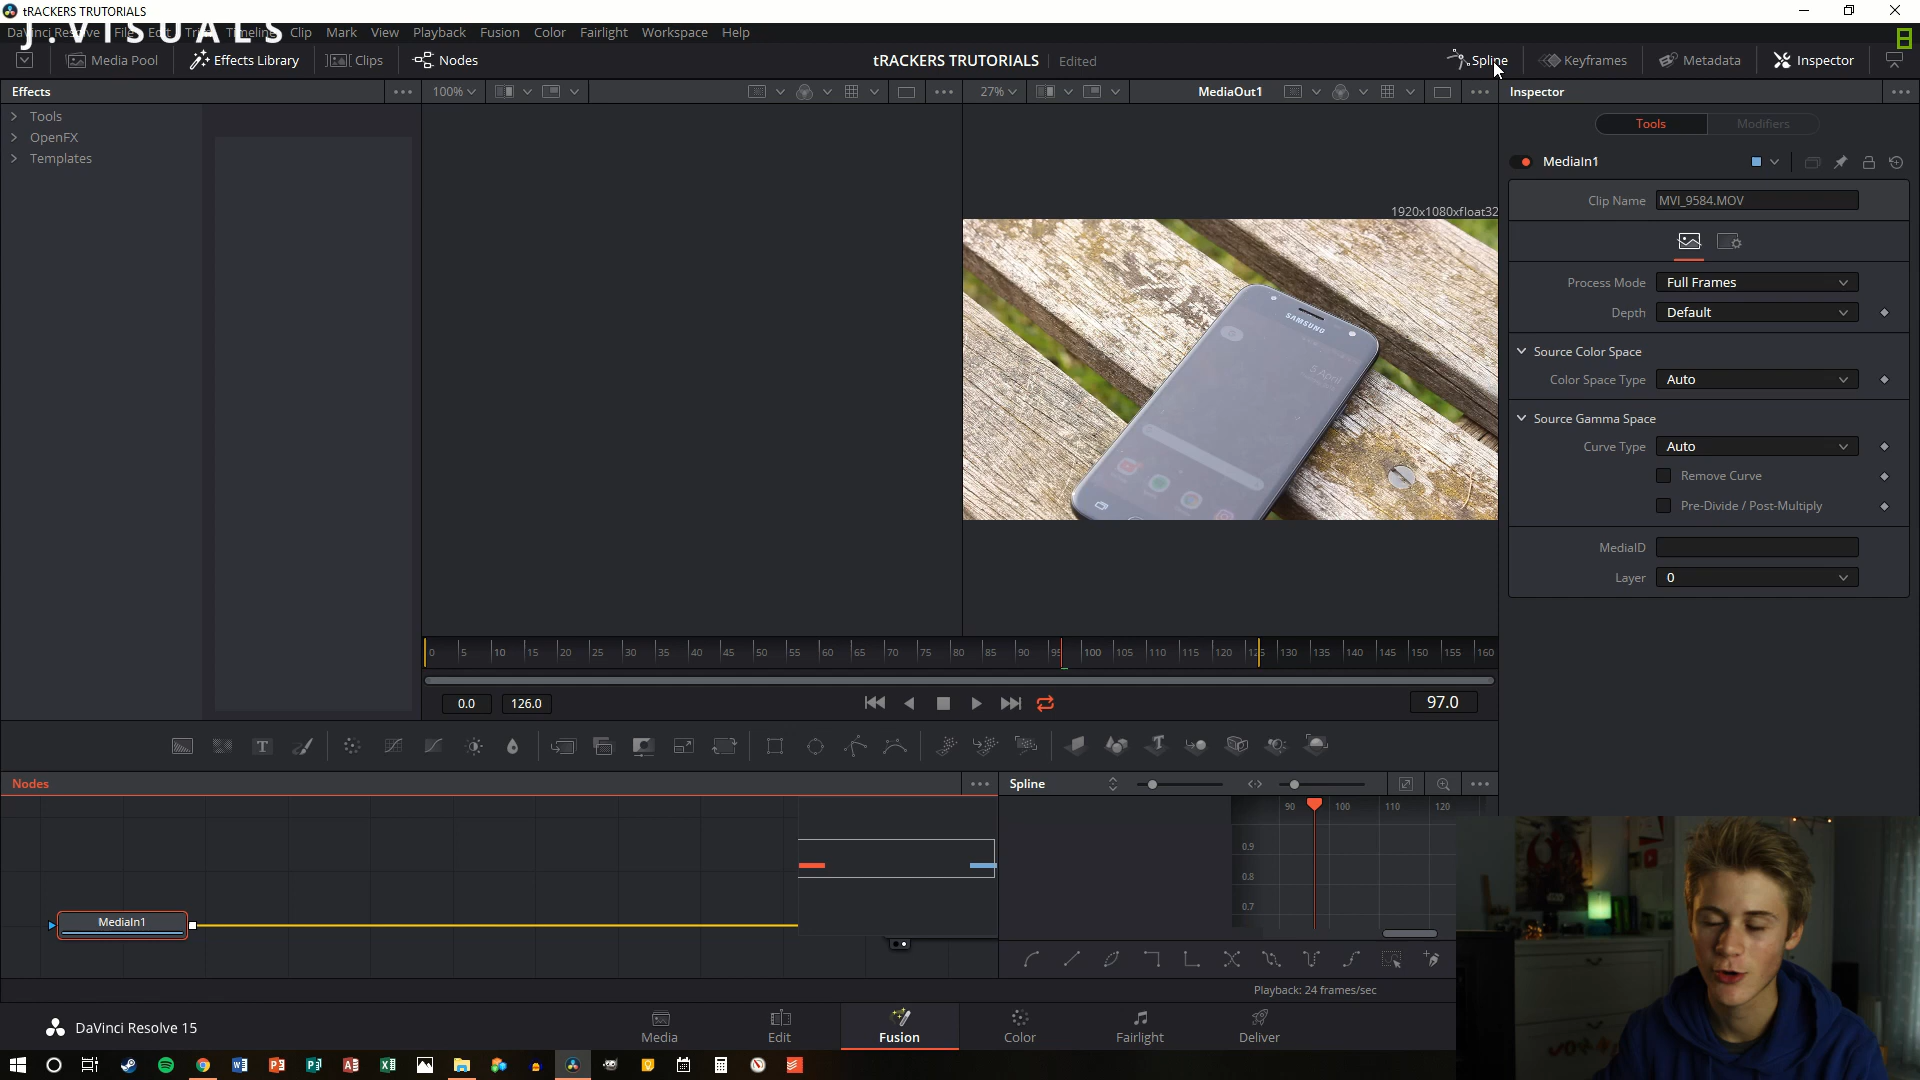 tRACKERS TRUTORIALS
J.VISUALS
DaVinci Resolve File Edit Trim Timeline Clip Mark View Playback Fusion Color Fairlight Workspace Help
Media Pool Effects Library Clips Nodes tRACKERS TRUTORIALS Edited Spline Keyframes Metadata Inspector
Effects 100% 27% MediaOut1 Inspector
Tools
OpenFX
Templates
Tools Modifiers
MediaIn1
1920x1080xfloat32
Clip Name MVI_9584.MOV
Process Mode Full Frames
Depth Default
Source Color Space
Color Space Type Auto
Source Gamma Space
Curve Type Auto
Remove Curve
Pre-Divide / Post-Multiply
MediaID
Layer 0
SAMSUNG
5 April
0 5 10 15 20 25 30 35 40 45 50 55 60 65 70 75 80 85 90 95 100 105 110 115 120 125 130 135 140 145 150 155 160
0.0 126.0 97.0
T
Nodes Spline
90 100 110 120
0.9
0.8
0.7
MediaIn1
Playback: 24 frames/sec
DaVinci Resolve 15
Media Edit Fusion Color Fairlight Deliver